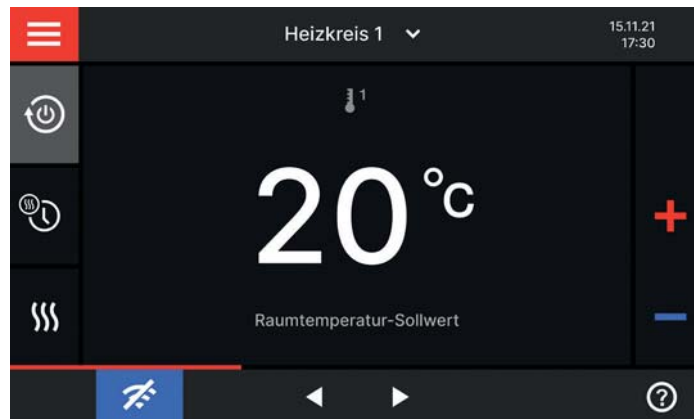 Heizkreis 1
15.11.21
17:30
1
20 °C
Raumtemperatur-Sollwert
?